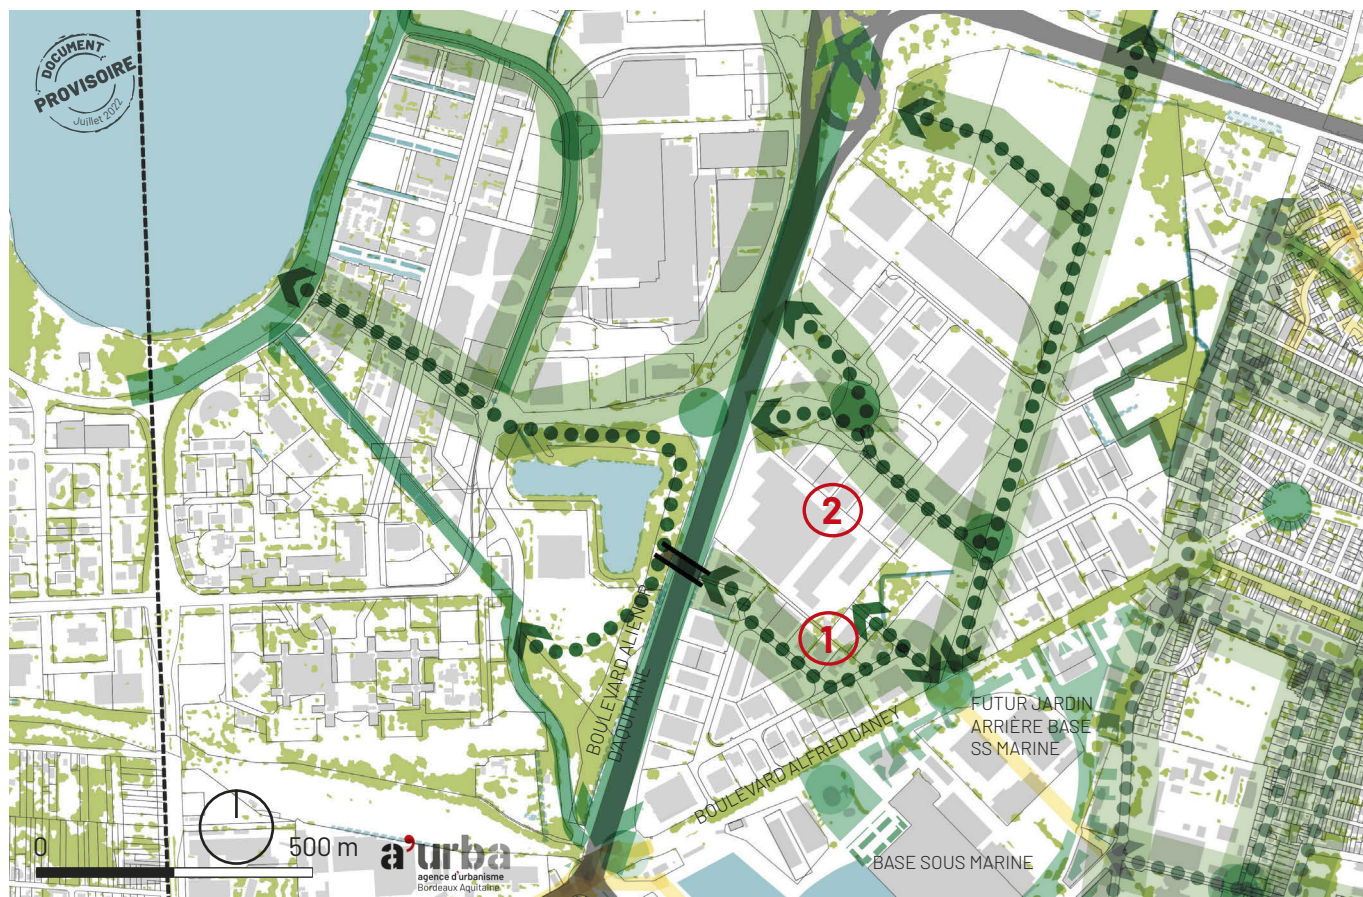 DOCUMENT
PROVISOIRE
Juillet 2022
2
1
BOULEVARD ALIENOR
D'AQUITAINE
FUTUR JARDIN
ARRIÈRE BASE
SS MARINE
BOULEVARD ALFRED DANEY
BASE SOUS MARINE
0
500 m
a'urba
agence d'urbanisme
Bordeaux Aquitaine